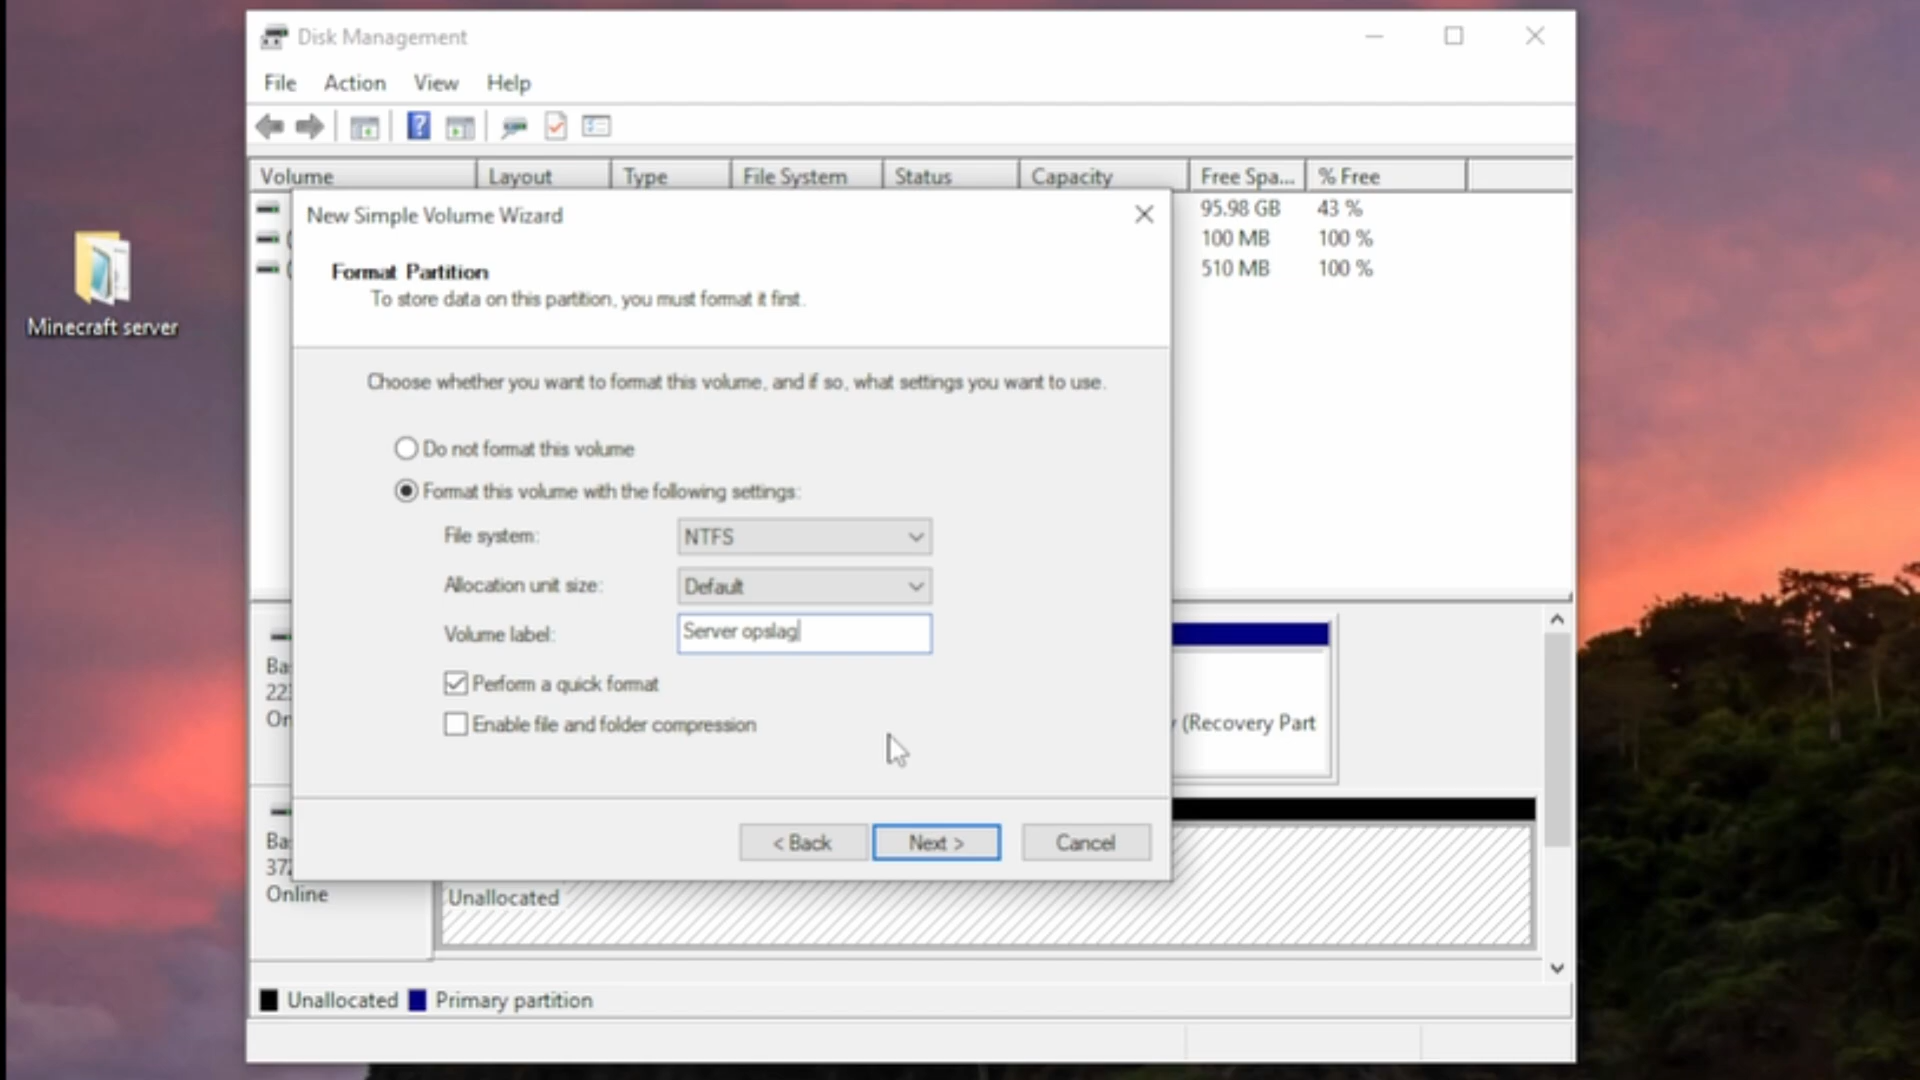 Disk Management
File Action View Help
Volume Layout Type File System Status Capacity Free Spa... % Free
95.98 GB 43 %
100 MB 100 %
510 MB 100 %
New Simple Volume Wizard
Format Partition
To store data on this partition, you must format it first.
Minecraft server
Choose whether you want to format this volume, and if so, what settings you want to use.
Do not format this volume
Format this volume with the following settings:
File system: NTFS
Allocation unit size: Default
Volume label: Server opslag
Perform a quick format
Enable file and folder compression
(Recovery Part
< Back Next > Cancel
Online
Unallocated
Unallocated Primary partition